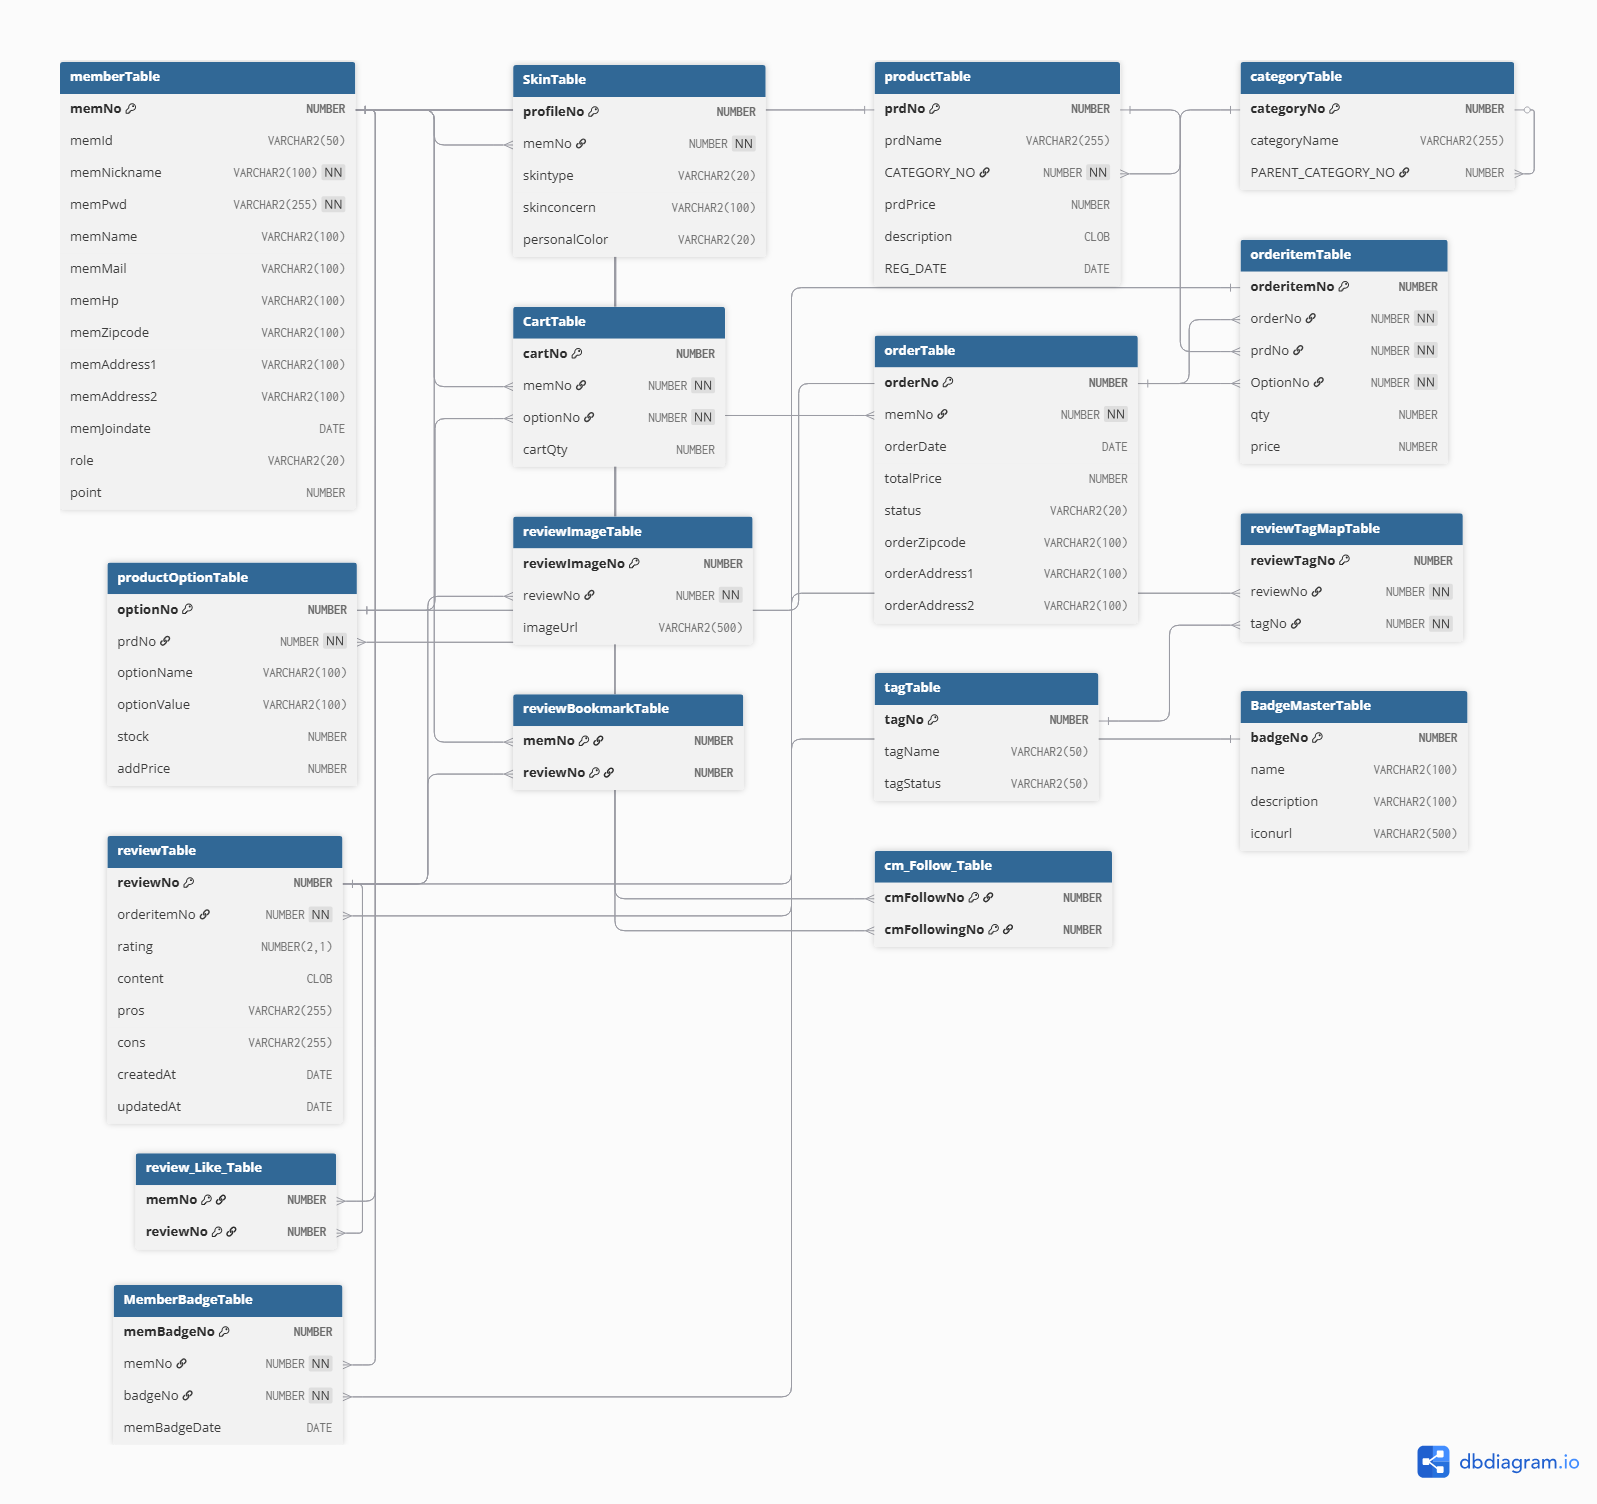 memberTable
memNo NUMBER
memId VARCHAR2(50)
memNickname VARCHAR2(100) NN
memPwd VARCHAR2(255) NN
memName VARCHAR2(100)
memMail VARCHAR2(100)
memHp VARCHAR2(100)
memZipcode VARCHAR2(100)
memAddress1 VARCHAR2(100)
memAddress2 VARCHAR2(100)
memJoindate DATE
role VARCHAR2(20)
point NUMBER
productOptionTable
optionNo NUMBER
prdNo NUMBER NN
optionName VARCHAR2(100)
optionValue VARCHAR2(100)
stock NUMBER
addPrice NUMBER
reviewTable
reviewNo NUMBER
orderitemNo NUMBER NN
rating NUMBER(2,1)
content CLOB
pros VARCHAR2(255)
cons VARCHAR2(255)
createdAt DATE
updatedAt DATE
review_Like_Table
memNo NUMBER
reviewNo NUMBER
MemberBadgeTable
memBadgeNo NUMBER
memNo NUMBER NN
badgeNo NUMBER NN
memBadgeDate DATE
SkinTable
profileNo NUMBER
memNo NUMBER NN
skintype VARCHAR2(20)
skinconcern VARCHAR2(100)
personalColor VARCHAR2(20)
CartTable
cartNo NUMBER
memNo NUMBER NN
optionNo NUMBER NN
cartQty NUMBER
reviewImageTable
reviewImageNo NUMBER
reviewNo NUMBER NN
imageUrl VARCHAR2(500)
reviewBookmarkTable
memNo NUMBER
reviewNo NUMBER
productTable
prdNo NUMBER
prdName VARCHAR2(255)
CATEGORY_NO NUMBER NN
prdPrice NUMBER
description CLOB
REG_DATE DATE
orderTable
orderNo NUMBER
memNo NUMBER NN
orderDate DATE
totalPrice NUMBER
status VARCHAR2(20)
orderZipcode VARCHAR2(100)
orderAddress1 VARCHAR2(100)
orderAddress2 VARCHAR2(100)
tagTable
tagNo NUMBER
tagName VARCHAR2(50)
tagStatus VARCHAR2(50)
cm_Follow_Table
cmFollowNo NUMBER
cmFollowingNo NUMBER
categoryTable
categoryNo NUMBER
categoryName VARCHAR2(255)
PARENT_CATEGORY_NO NUMBER
orderitemTable
orderitemNo NUMBER
orderNo NUMBER NN
prdNo NUMBER NN
OptionNo NUMBER NN
qty NUMBER
price NUMBER
reviewTagMapTable
reviewTagNo NUMBER
reviewNo NUMBER NN
tagNo NUMBER NN
BadgeMasterTable
badgeNo NUMBER
name VARCHAR2(100)
description VARCHAR2(100)
iconurl VARCHAR2(500)
dbdiagram.io